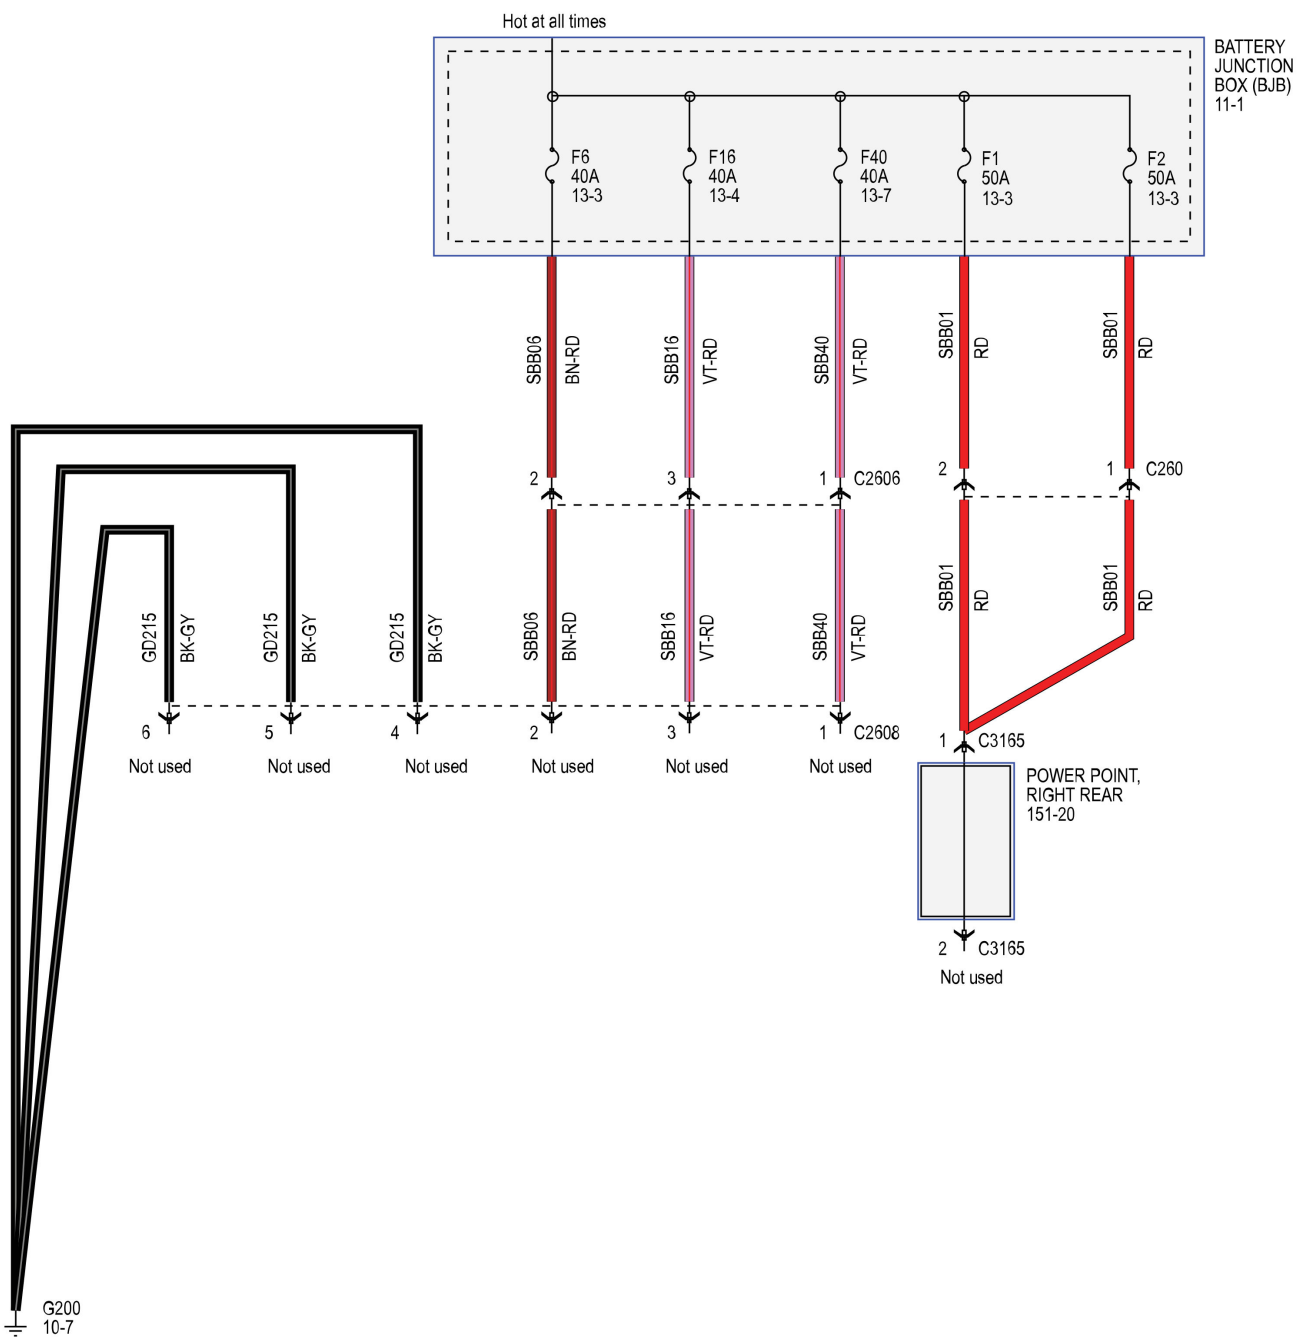 Hot at all times
BATTERY
JUNCTION
BOX (BJB)
11-1
F6
40A
13-3
F16
40A
13-4
F40
40A
13-7
F1
50A
13-3
F2
50A
13-3
SBB06
BN-RD
SBB16
VT-RD
SBB40
VT-RD
SBB01
RD
SBB01
RD
2
3
1
C2606
2
1
C260
GD215
BK-GY
GD215
BK-GY
GD215
BK-GY
SBB06
BN-RD
SBB16
VT-RD
SBB40
VT-RD
SBB01
RD
SBB01
RD
6
5
4
2
3
1
C2608
1
C3165
Not used
Not used
Not used
Not used
Not used
Not used
POWER POINT,
RIGHT REAR
151-20
2
C3165
Not used
G200
10-7